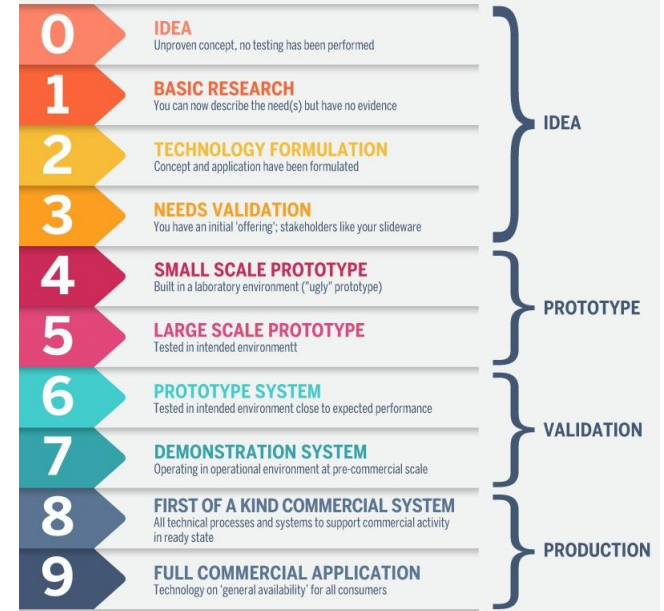 0
IDEA
Unproven concept, no testing has been performed
1
BASIC RESEARCH
You can now describe the need(s) but have no evidence
2
TECHNOLOGY FORMULATION
Concept and application have been formulated
3
NEEDS VALIDATION
You have an initial 'offering'; stakeholders like your slideware
IDEA
4
SMALL SCALE PROTOTYPE
Built in a laboratory environment ("ugly" prototype)
5
LARGE SCALE PROTOTYPE
Tested in intended environmentt
PROTOTYPE
6
PROTOTYPE SYSTEM
Tested in intended environment close to expected performance
7
DEMONSTRATION SYSTEM
Operating in operational environment at pre-commercial scale
VALIDATION
8
FIRST OF A KIND COMMERCIAL SYSTEM
All technical processes and systems to support commercial activity
in ready state
9
FULL COMMERCIAL APPLICATION
Technology on 'general availability' for all consumers
PRODUCTION